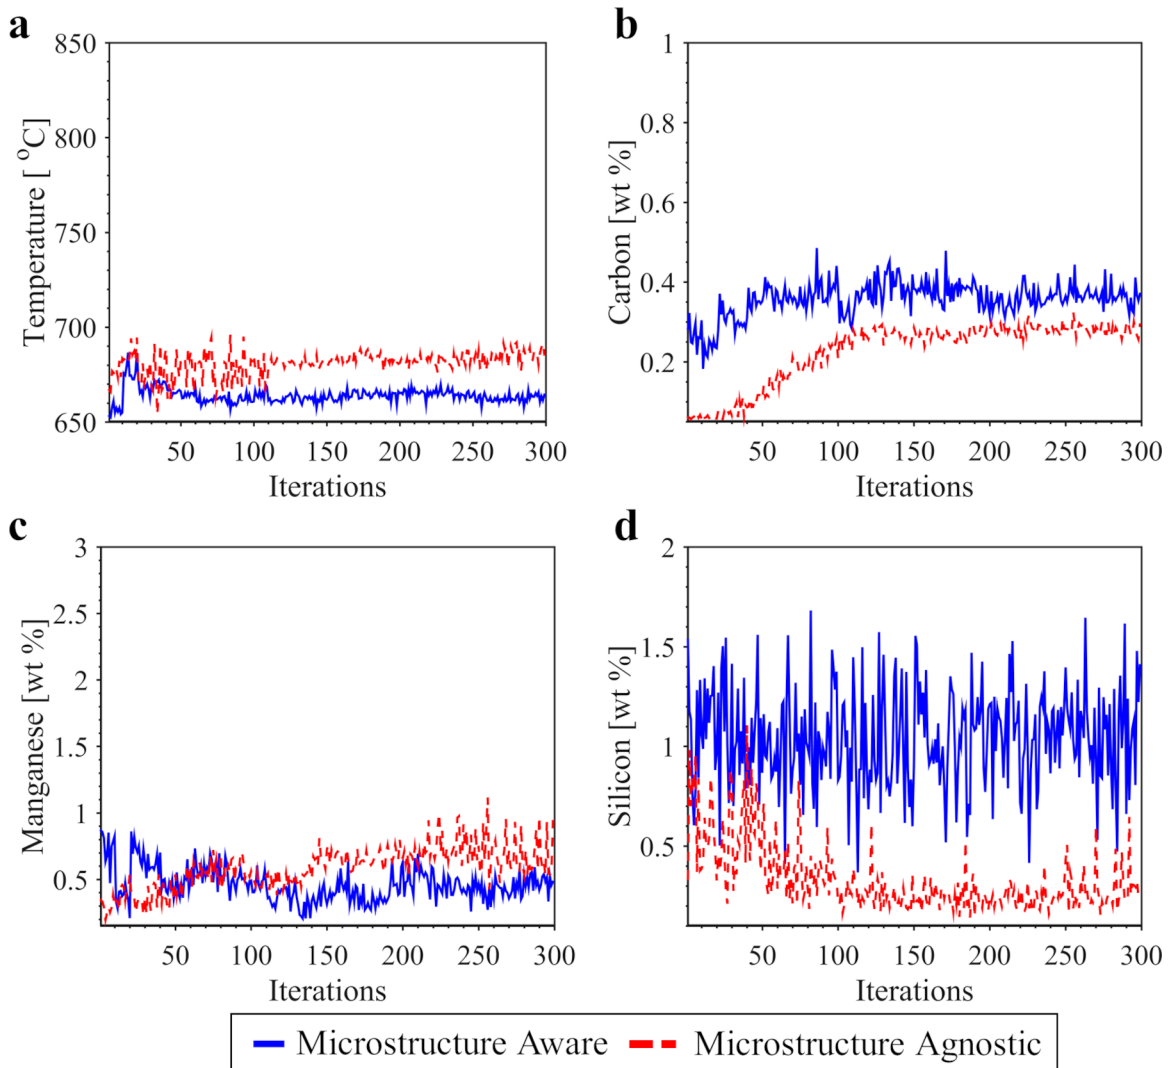 a
850
800
750
700
650
Temperature [ °C]
50 100 150 200 250 300
Iterations
b
1
0.8
0.6
0.4
0.2
Carbon [wt %]
50 100 150 200 250 300
Iterations
c
3
2.5
2
1.5
1
0.5
Manganese [wt %]
50 100 150 200 250 300
Iterations
d
2
1.5
1
0.5
Silicon [wt %]
50 100 150 200 250 300
Iterations
Microstructure Aware Microstructure Agnostic